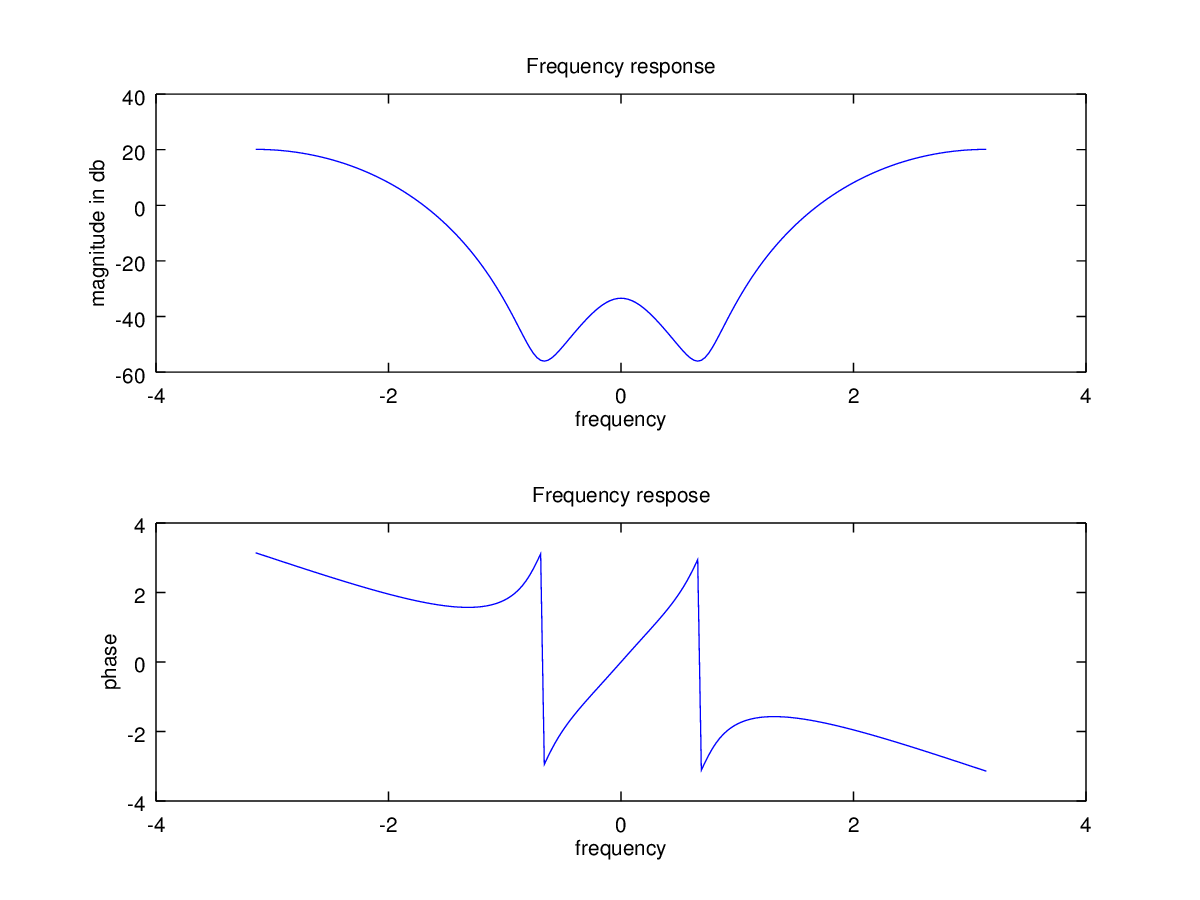 Frequency response
40
20
0
-20
-40
-60
magnitude in db
-4 -2 0 2 4
frequency
Frequency respose
4
2
0
-2
-4
phase
-4 -2 0 2 4
frequency